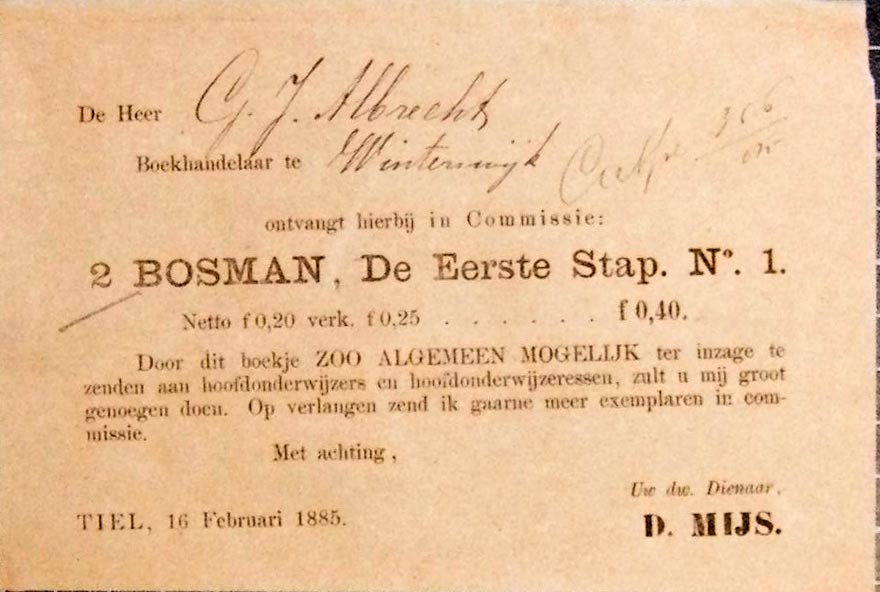 De Heer G. J. Albrecht
Boekhandelaar te Winterswijk
ontvangt hierbij in Commissie:
2 BOSMAN, De Eerste Stap. Nº. 1.
Netto f 0,20 verk. f 0,25 . . . . . . . f 0,40.
Door dit boekje ZOO ALGEMEEN MOGELIJK ter inzage te
zenden aan hoofdonderwijzers en hoofdonderwijzeressen, zult u mij groot
genoegen doen. Op verlangen zend ik gaarne meer exemplaren in com-
missie.
Met achting,
Uw dw. Dienaar,
TIEL, 16 Februari 1885.
D. MIJS.